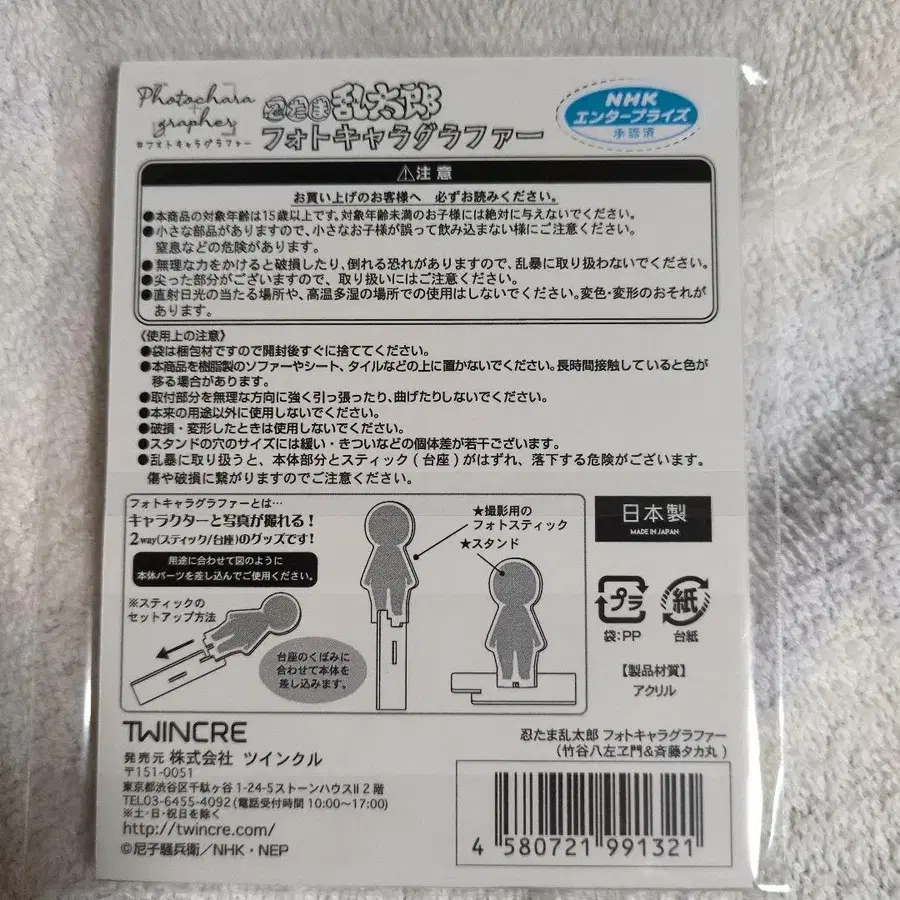 Photochara
grapher
#フォトキャラグラファー
忍たま乱太郎
フォトキャラグラファー
NHK
エンタープライズ
承認済
⚠注意
お買い上げのお客様へ 必ずお読みください。
●本商品の対象年齢は15歳以上です。対象年齢未満のお子様には絶対に与えないでください。
●小さな部品がありますので、小さなお子様が誤って飲み込まない様にご注意ください。
窒息などの危険があります。
●無理な力をかけると破損したり、倒れる恐れがありますので、乱暴に取り扱わないでください。
●尖った部分がございますので、取り扱いにはご注意ください。
●直射日光の当たる場所や、高温多湿の場所での使用はしないでください。変色・変形のおそれが
あります。
〈使用上の注意〉
●袋は梱包材ですので開封後すぐに捨ててください。
●本商品を樹脂製のソファーやシート、タイルなどの上に置かないでください。長時間接触していると色が
移る場合があります。
●取付部分を無理な方向に強く引っ張ったり、曲げたりしないでください。
●本来の用途以外に使用しないでください。
●破損・変形したときは使用しないでください。
●スタンドの穴のサイズには緩い・きついなどの個体差が若干ございます。
●乱暴に取り扱うと、本体部分とスティック(台座)がはずれ、落下する危険がございます。
傷や破損に繋がりますのでご注意ください。
フォトキャラグラファーとは…
キャラクターと写真が撮れる!
2way(スティック/台座)のグッズです!
用途に合わせて図のように
本体パーツを差し込んでご使用ください。
※スティックの
セットアップ方法
台座のくぼみに
合わせて本体を
差し込みます。
★撮影用の
フォトスティック
★スタンド
日本製
MADE IN JAPAN
プラ
袋:PP
紙
台紙
【製品材質】
アクリル
TWINCRE
発売元 株式会社 ツインクル
〒151-0051
東京都渋谷区千駄ヶ谷1-24-5ストーンハウスII 2階
TEL03-6455-4092(電話受付時間 10:00〜17:00)
※土・日・祝日を除く
http://twincre.com/
©尼子騒兵衛/NHK・NEP
忍たま乱太郎 フォトキャラグラファー
(竹谷八左ヱ門&斉藤タカ丸)
4 580721 991321